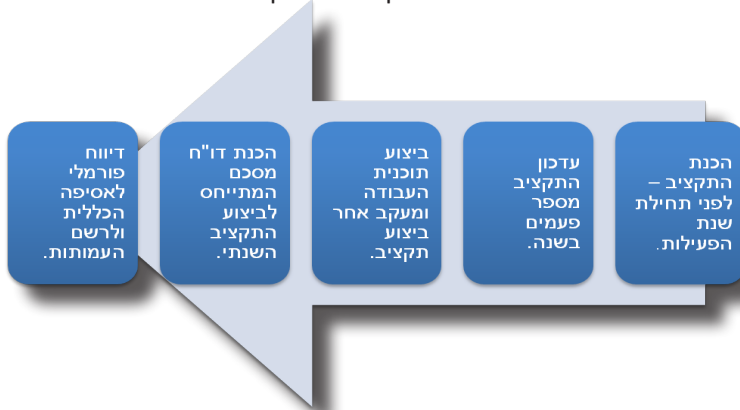 הכנת
התקציב –
לפני תחילת
שנת
הפעילות.
עדכון
התקציב
מספר
פעמים
בשנה.
ביצוע
תוכנית
העבודה
ומעקב אחר
ביצוע
תקציב.
הכנת דו"ח
מסכם
המתייחס
לביצוע
התקציב
השנתי.
דיווח
פורמלי
לאסיפה
הכללית
ולרשם
העמותות.